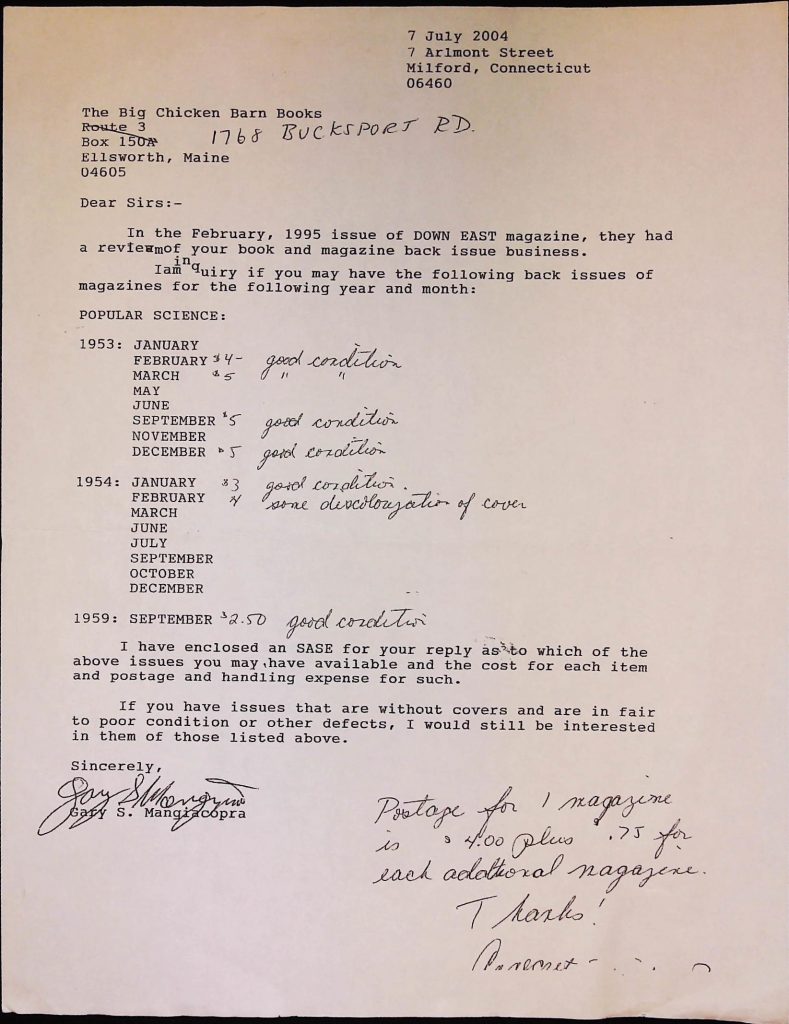 7 July 2004
7 Arlmont Street
Milford, Connecticut
06460
The Big Chicken Barn Books
Route 3
Box 150A 1768 BUCKSPORT RD.
Ellsworth, Maine
04605
Dear Sirs:-
In the February, 1995 issue of DOWN EAST magazine, they had
a reviewmof your book and magazine back issue business.
Iam inquiry if you may have the following back issues of
magazines for the following year and month:
POPULAR SCIENCE:
1953: JANUARY
FEBRUARY $4- good condition
MARCH $5 " "
MAY
JUNE
SEPTEMBER $5 good condition
NOVEMBER
DECEMBER $5 good condition
1954: JANUARY $3 good condition.
FEBRUARY 4 some discolorization of cover
MARCH
JUNE
JULY
SEPTEMBER
OCTOBER
DECEMBER
1959: SEPTEMBER $2.50 good condition
I have enclosed an SASE for your reply as to which of the
above issues you may have available and the cost for each item
and postage and handling expense for such.
If you have issues that are without covers and are in fair
to poor condition or other defects, I would still be interested
in them of those listed above.
Sincerely,
Gary S. Mangiacopra
Gary S. Mangiacopra
Postage for 1 magazine
is $4.00 plus $.75 for
each additional magazine.
Thanks!